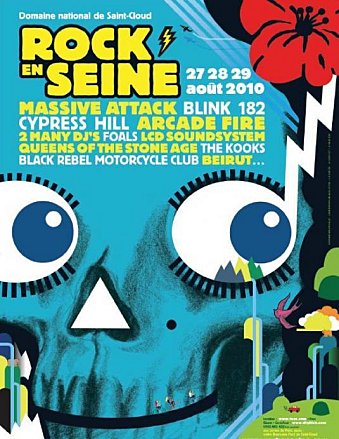 Domaine national de Saint-Cloud
ROCK
EN
SEINE
27 28 29
août 2010
MASSIVE ATTACK BLINK 182
CYPRESS HILL ARCADE FIRE
2 MANY DJ'S FOALS LCD SOUNDSYSTEM
QUEENS OF THE STONE AGE THE KOOKS
BLACK REBEL MOTORCYCLE CLUB BEIRUT...